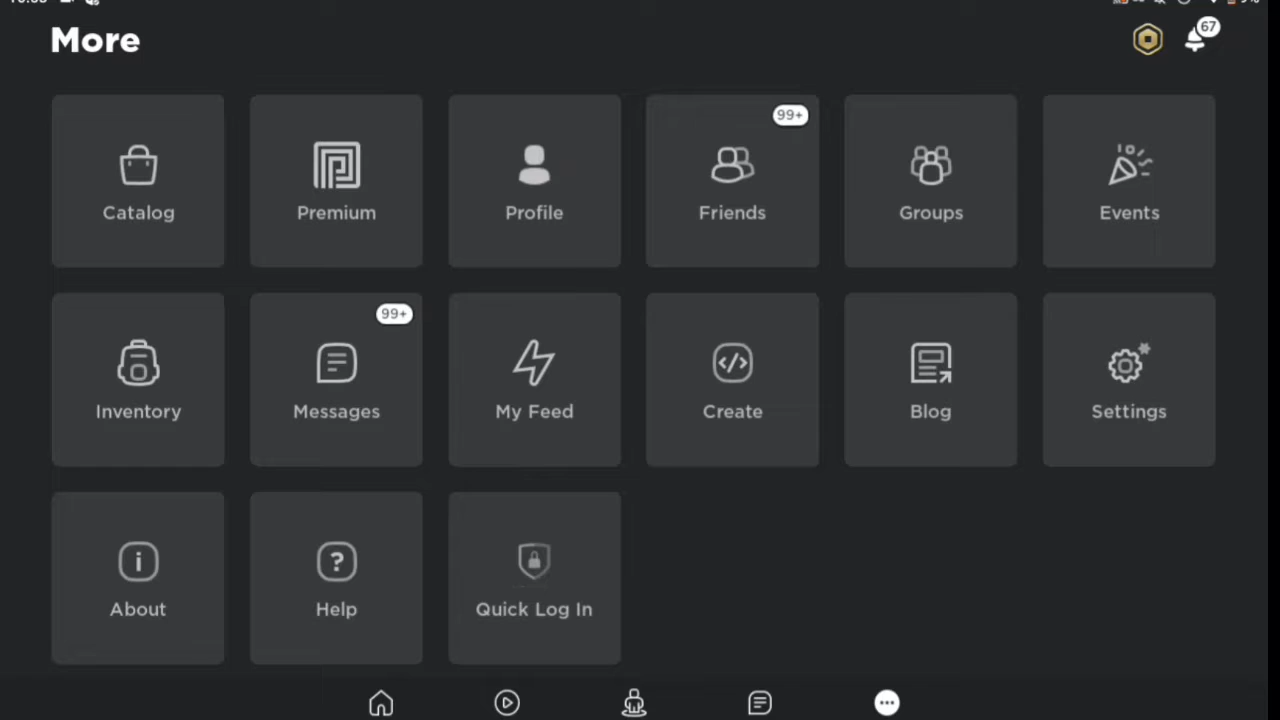 More
67
99+
Catalog Premium Profile Friends Groups Events
99+
Inventory Messages My Feed Create Blog Settings
About Help Quick Log In